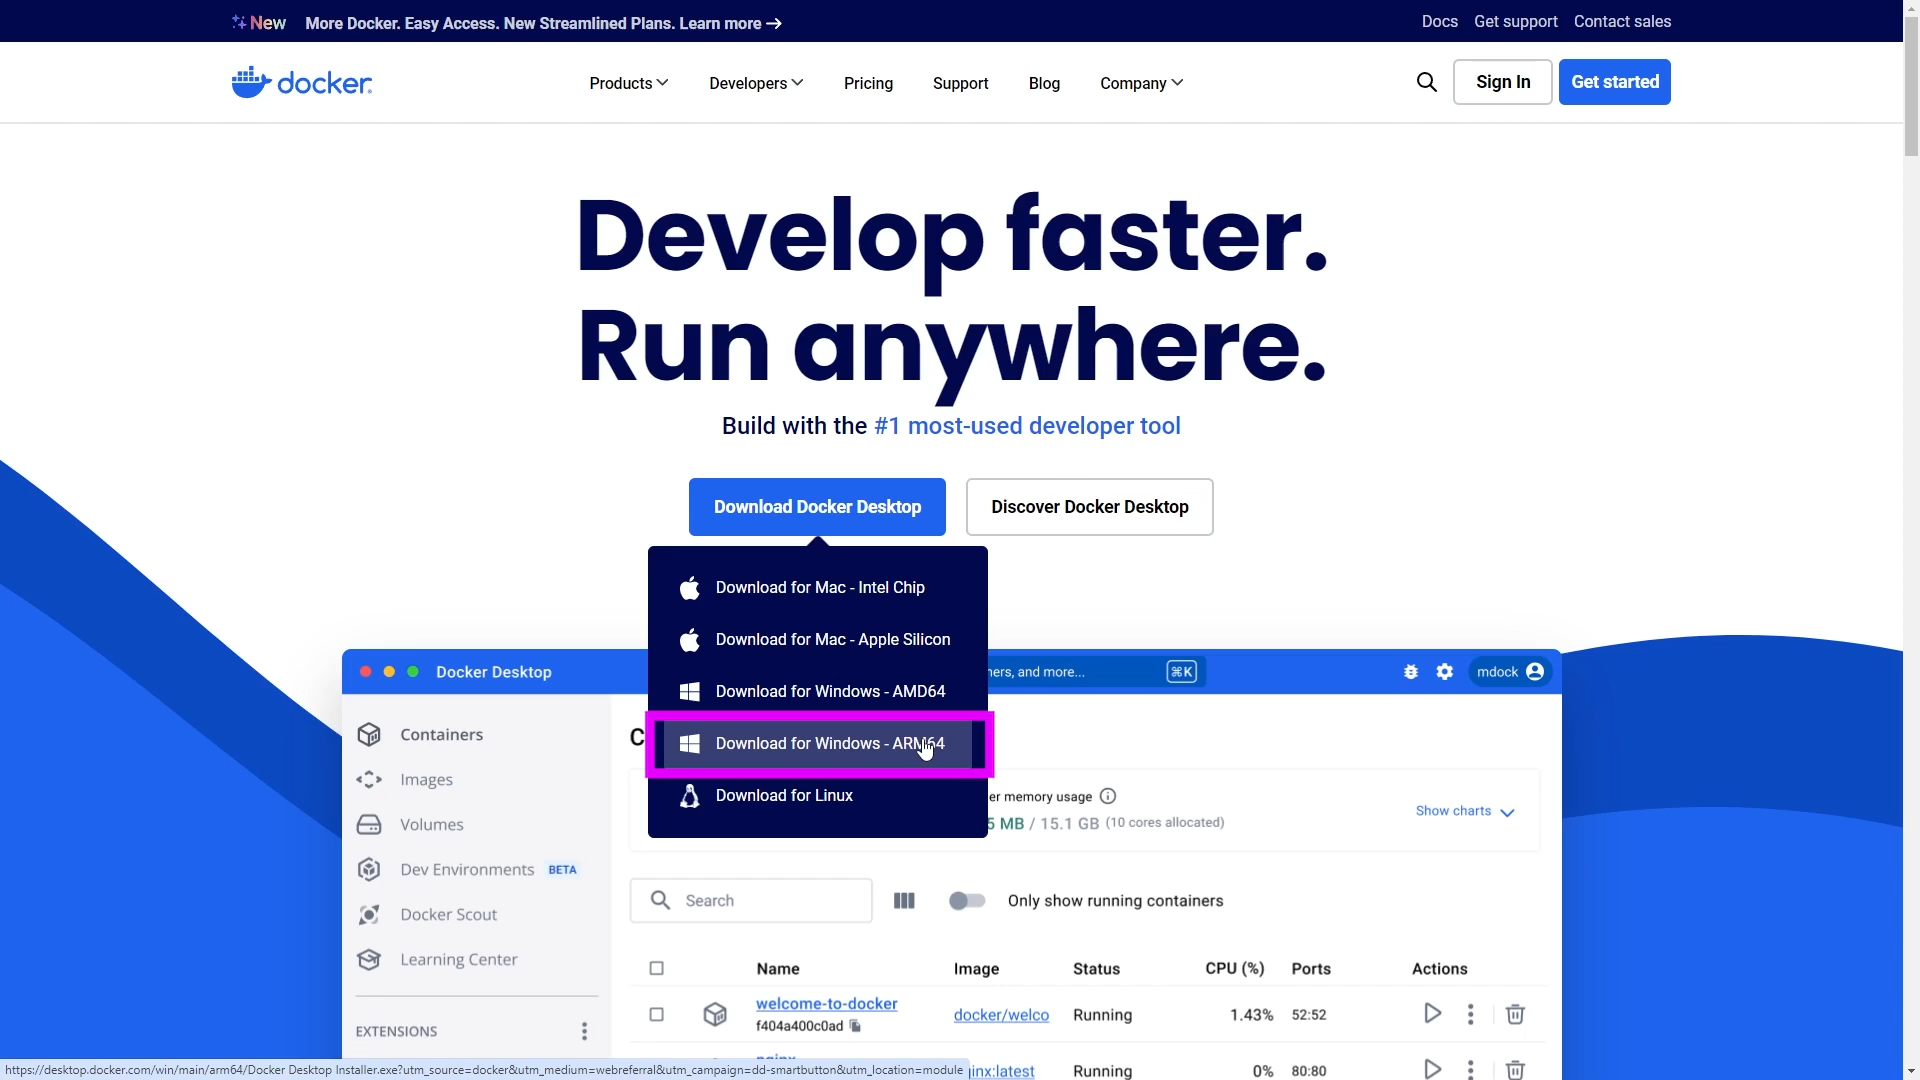 New More Docker. Easy Access. New Streamlined Plans. Learn more →
Docs Get support Contact sales
docker
Products Developers Pricing Support Blog Company
Sign In Get started
Develop faster.
Run anywhere.
Build with the #1 most-used developer tool
Download Docker Desktop Discover Docker Desktop
Download for Mac - Intel Chip
Download for Mac - Apple Silicon
Download for Windows - AMD64
Download for Windows - ARM64
Download for Linux
Docker Desktop
and more...
⌘K
mdock
Containers
Images
Volumes
Dev Environments BETA
Docker Scout
Learning Center
EXTENSIONS
C
memory usage
MB / 15.1 GB (10 cores allocated)
Show charts
Search
Only show running containers
Name Image Status CPU (%) Ports Actions
welcome-to-docker docker/welco Running 1.43% 52:52
f404a400c0ad
:latest Running 0% 80:80
https://desktop.docker.com/win/main/arm64/Docker Desktop Installer.exe?utm_source=docker&utm_medium=webreferral&utm_campaign=dd-smartbutton&utm_location=module